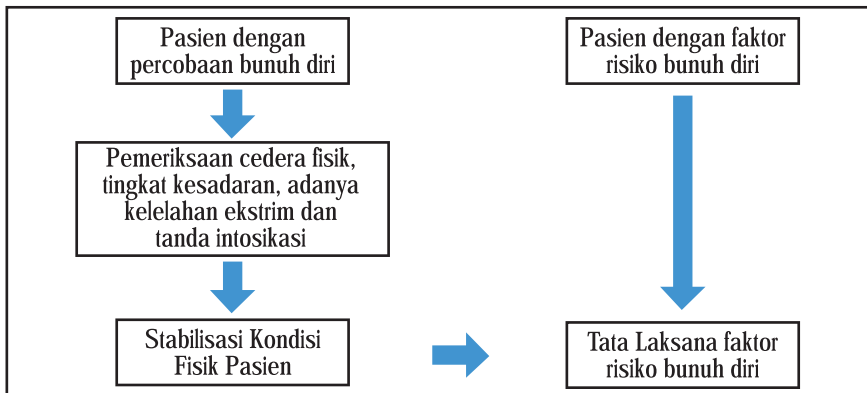 Pasien dengan
percobaan bunuh diri
Pemeriksaan cedera fisik,
tingkat kesadaran, adanya
kelelahan ekstrim dan
tanda intosikasi
Stabilisasi Kondisi
Fisik Pasien
Pasien dengan faktor
risiko bunuh diri
Tata Laksana faktor
risiko bunuh diri